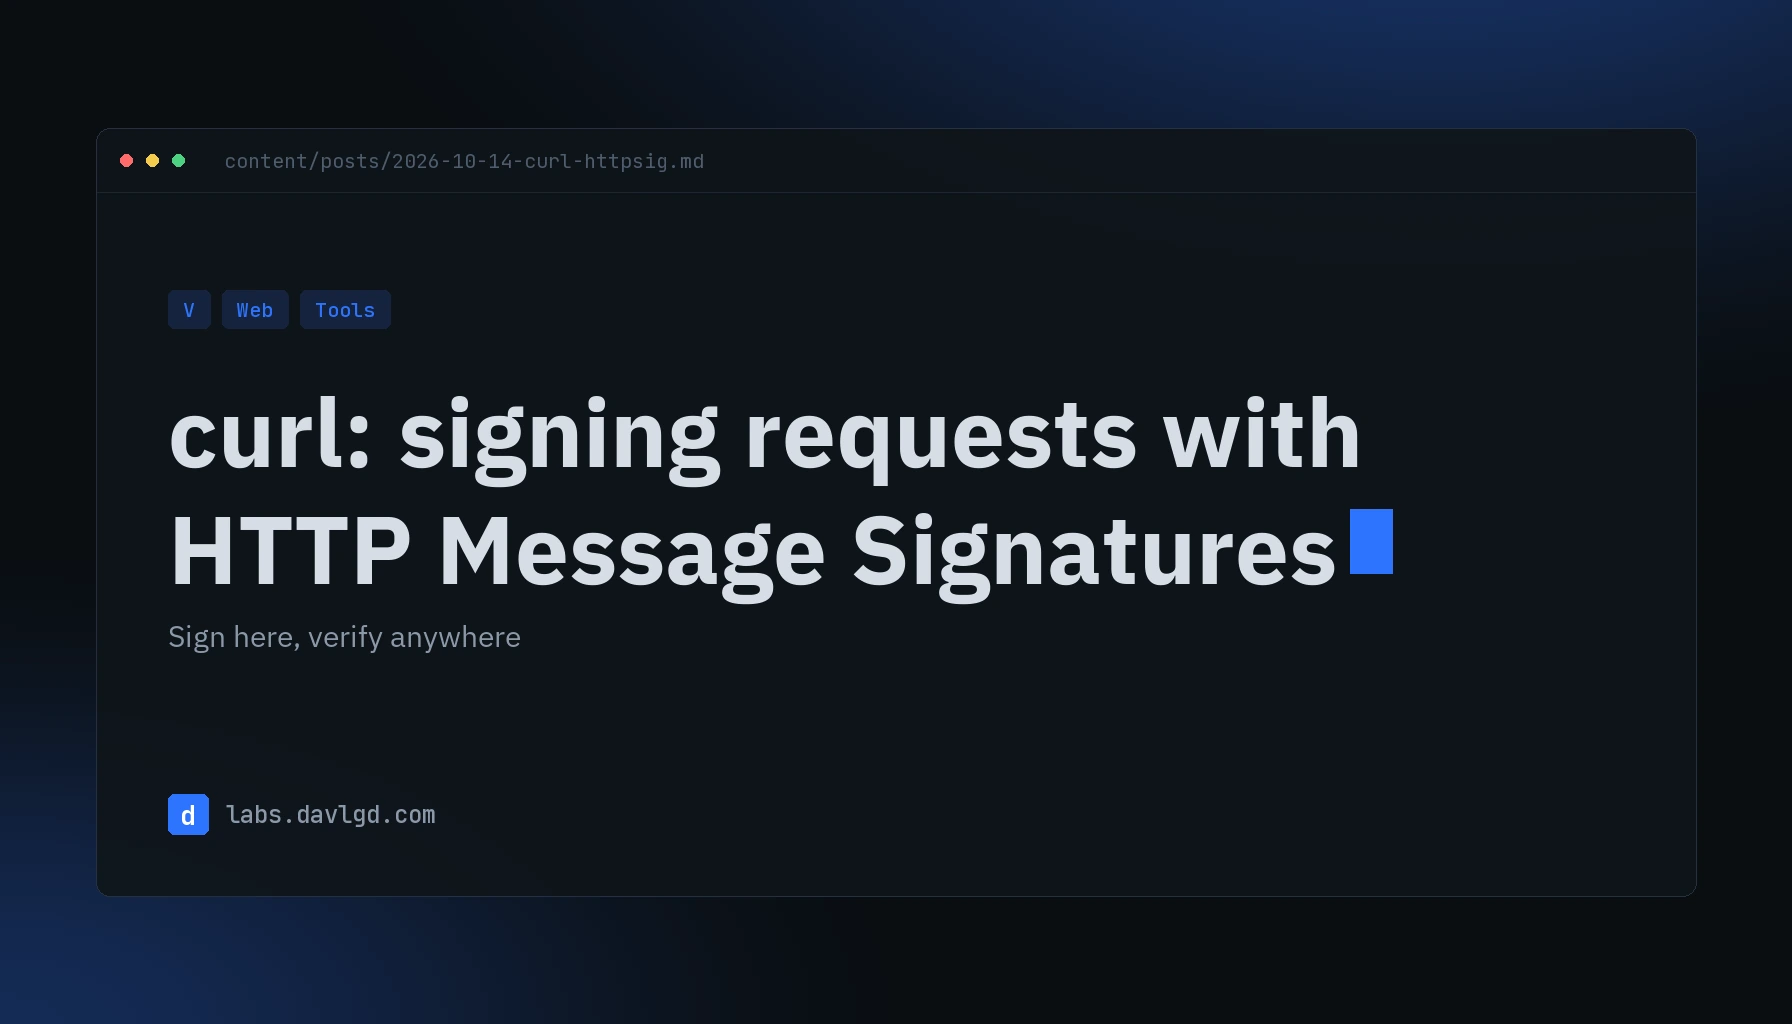 content/posts/2026-10-14-curl-httpsig.md
V Web Tools
curl: signing requests with
HTTP Message Signatures
Sign here, verify anywhere
d labs.davlgd.com